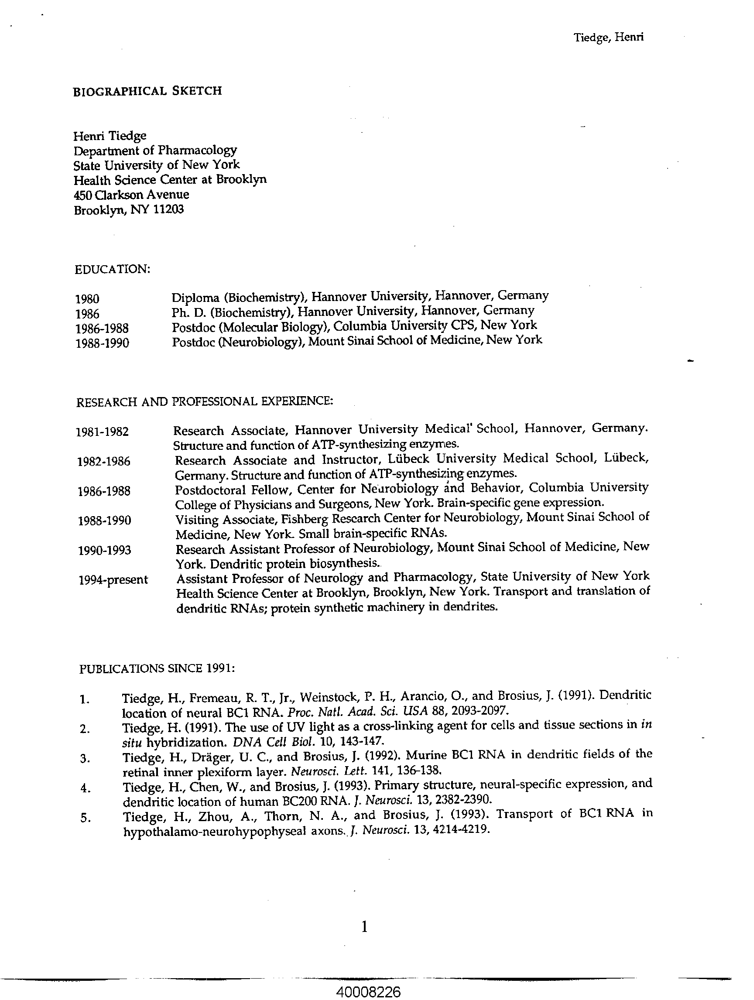 Tiedge, Henri
BIOGRAPHICAL SKETCH
Henri Tiedge
Department of Pharmacology
State University of New York
Health Science Center at Brooklyn
450 Clarkson Avenue
Brooklyn, NY 11203
EDUCATION:
1980 Diploma (Biochemistry), Hannover University, Hannover, Germany
1986 Ph. D. (Biochemistry), Hannover University, Hannover, Germany
1986-1988 Postdoc (Molecular Biology), Columbia University CPS, New York
1988-1990 Postdoc (Neurobiology), Mount Sinai School of Medicine, New York
RESEARCH AND PROFESSIONAL EXPERIENCE:
1981-1982 Research Associate, Hannover University Medical School, Hannover, Germany.
Structure and function of ATP-synthesizing enzymes.
1982-1986 Research Associate and Instructor, Lübeck University Medical School, Lübeck,
Germany. Structure and function of ATP-synthesizing enzymes.
1986-1988 Postdoctoral Fellow, Center for Neurobiology and Behavior, Columbia University
College of Physicians and Surgeons, New York. Brain-specific gene expression.
1988-1990 Visiting Associate, Fishberg Research Center for Neurobiology, Mount Sinai School of
Medicine, New York. Small brain-specific RNAs.
1990-1993 Research Assistant Professor of Neurobiology, Mount Sinai School of Medicine, New
York. Dendritic protein biosynthesis.
1994-present Assistant Professor of Neurology and Pharmacology, State University of New York
Health Science Center at Brooklyn, Brooklyn, New York. Transport and translation of
dendritic RNAs; protein synthetic machinery in dendrites.
PUBLICATIONS SINCE 1991:
1. Tiedge, H., Fremeau, R. T., Jr., Weinstock, P. H., Arancio, O., and Brosius, J. (1991). Dendritic
location of neural BC1 RNA. Proc. Natl. Acad. Sci. USA 88, 2093-2097.
2. Tiedge, H. (1991). The use of UV light as a cross-linking agent for cells and tissue sections in in
situ hybridization. DNA Cell Biol. 10, 143-147.
3. Tiedge, H., Dräger, U. C., and Brosius, J. (1992). Murine BC1 RNA in dendritic fields of the
retinal inner plexiform layer. Neurosci. Lett. 141, 136-138.
4. Tiedge, H., Chen, W., and Brosius, J. (1993). Primary structure, neural-specific expression, and
dendritic location of human BC200 RNA. J. Neurosci. 13, 2382-2390.
5. Tiedge, H., Zhou, A., Thorn, N. A., and Brosius, J. (1993). Transport of BC1 RNA in
hypothalamo-neurohypophyseal axons. J. Neurosci. 13, 4214-4219.
1
40008226